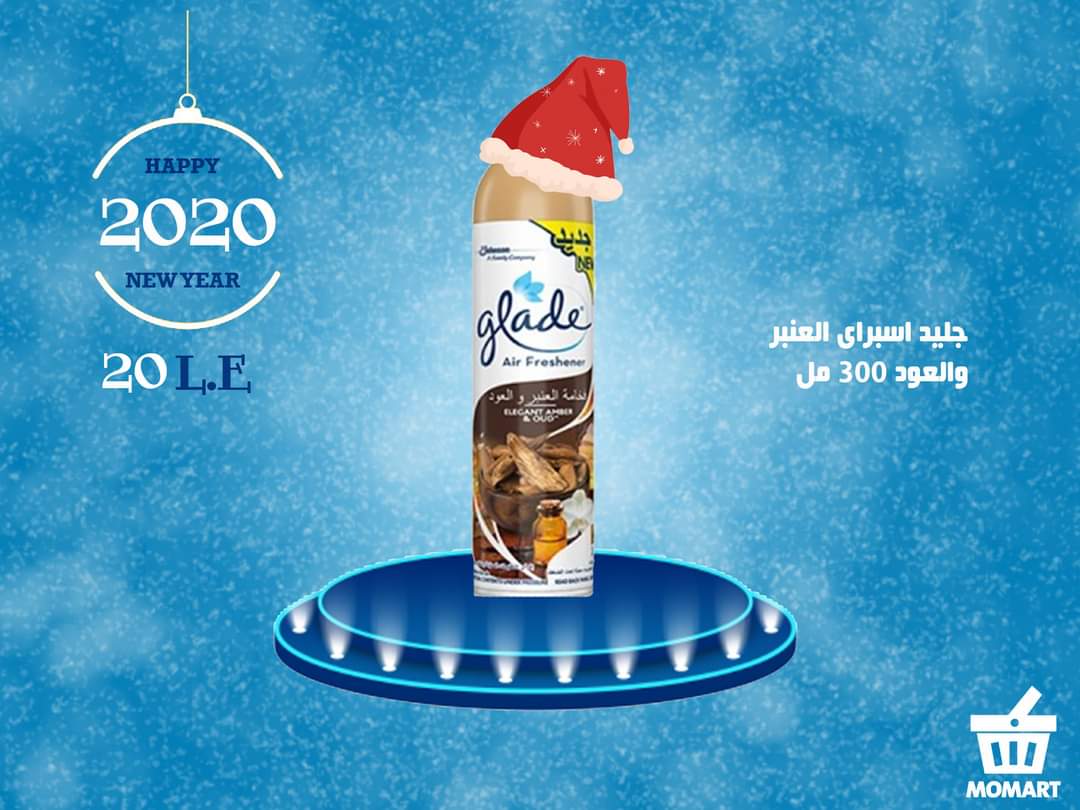 HAPPY
2020
NEW YEAR
20 L.E
جديد
NEW
Johnson
A Family Company
glade
Air Freshener
فخامة العنبر و العود
ELEGANT AMBER
& OUD
جليد اسبراى العنبر
والعود 300 مل
MOMART